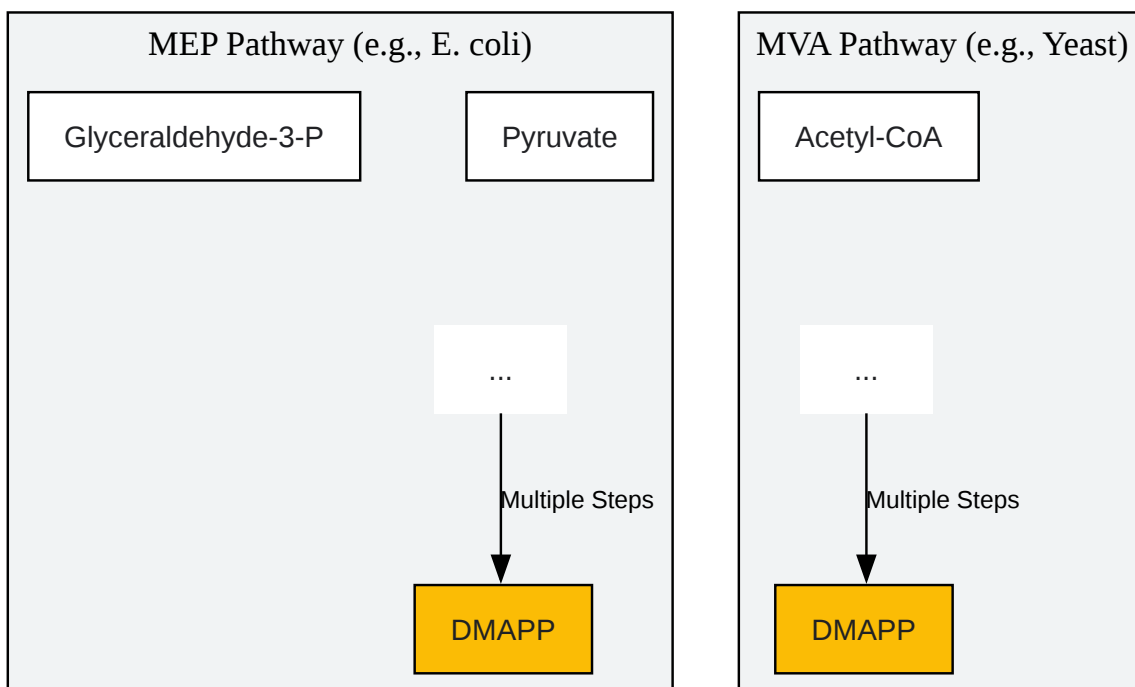 MEP Pathway (e.g., E. coli)
Glyceraldehyde-3-P
Pyruvate
...
Multiple Steps
DMAPP
MVA Pathway (e.g., Yeast)
Acetyl-CoA
...
Multiple Steps
DMAPP